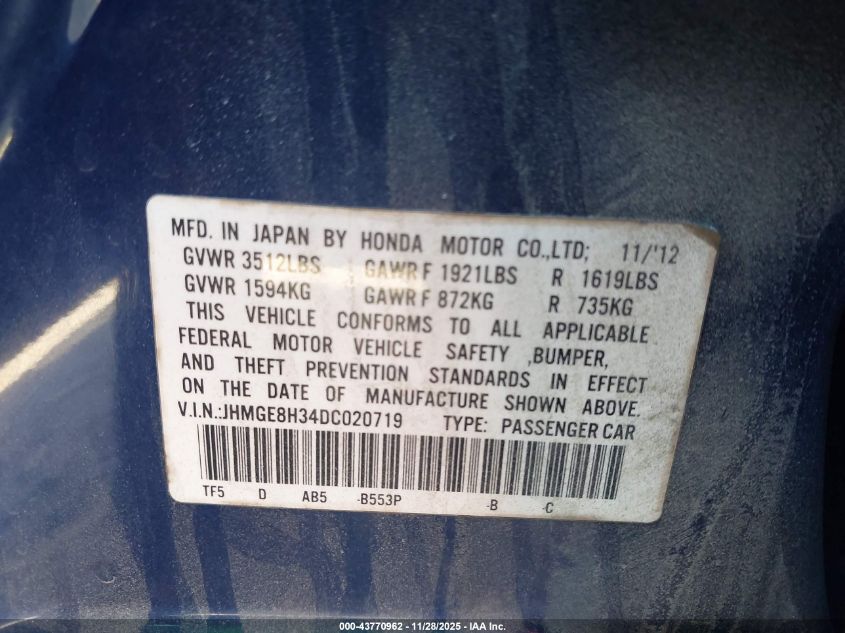 MFD. IN JAPAN BY HONDA MOTOR CO.,LTD; 11/'12
GVWR 3512LBS GAWR F 1921LBS R 1619LBS
GVWR 1594KG GAWR F 872KG R 735KG
THIS VEHICLE CONFORMS TO ALL APPLICABLE
FEDERAL MOTOR VEHICLE SAFETY ,BUMPER,
AND THEFT PREVENTION STANDARDS IN EFFECT
ON THE DATE OF MANUFACTURE SHOWN ABOVE.
V.I.N.:JHMGE8H34DC020719 TYPE: PASSENGER CAR
TF5 D AB5 -B553P -B -C
000-43770962 - 11/28/2025 - IAA Inc.